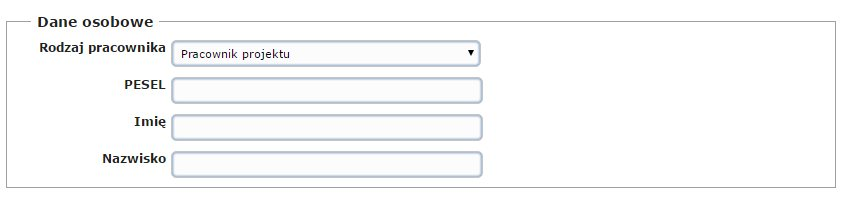 Dane osobowe
Rodzaj pracownika Pracownik projektu
PESEL
Imię
Nazwisko